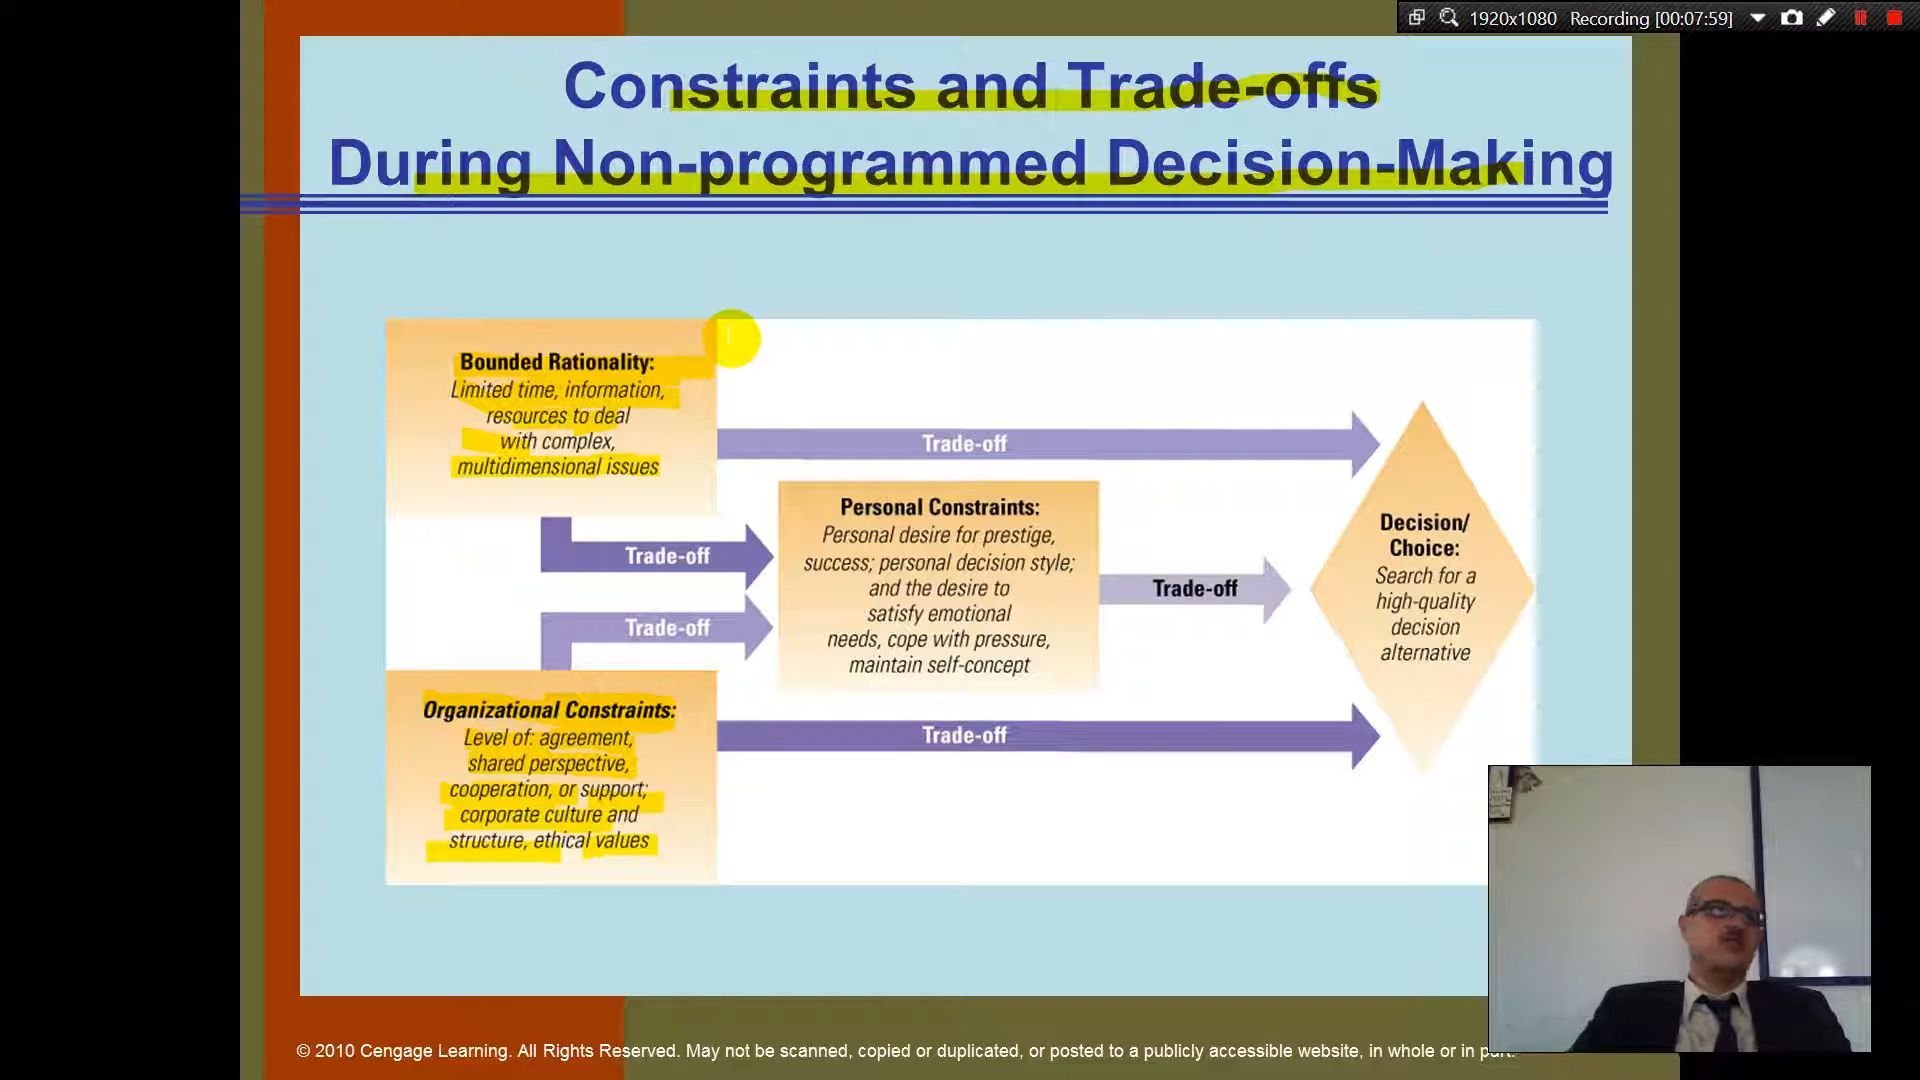 1920x1080 Recording [00:07:59]
Constraints and Trade-offs
During Non-programmed Decision-Making
Bounded Rationality:
Limited time, information,
resources to deal
with complex,
multidimensional issues
Trade-off
Trade-off
Personal Constraints:
Personal desire for prestige,
success; personal decision style;
and the desire to
satisfy emotional
needs, cope with pressure,
maintain self-concept
Trade-off
Decision/
Choice:
Search for a
high-quality
decision
alternative
Trade-off
Organizational Constraints:
Level of: agreement,
shared perspective,
cooperation, or support;
corporate culture and
structure, ethical values
Trade-off
© 2010 Cengage Learning. All Rights Reserved. May not be scanned, copied or duplicated, or posted to a publicly accessible website, in whole or in part.